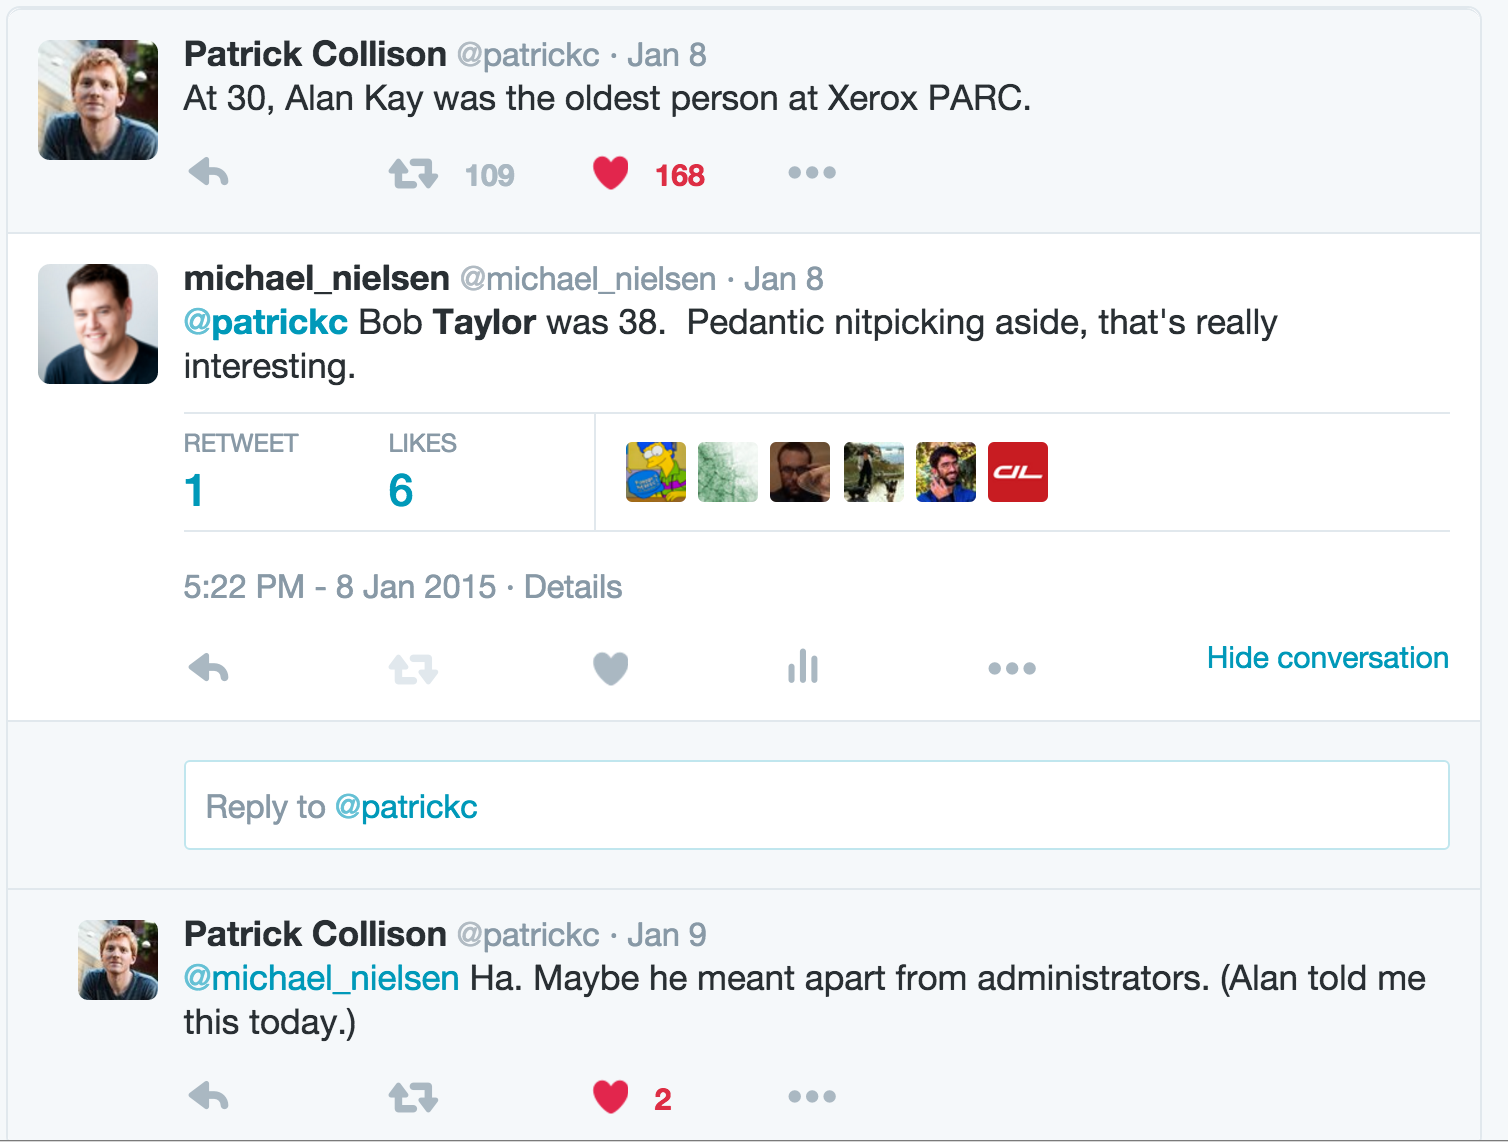 Patrick Collison @patrickc · Jan 8
At 30, Alan Kay was the oldest person at Xerox PARC.
109 168
michael_nielsen @michael_nielsen · Jan 8
@patrickc Bob Taylor was 38.  Pedantic nitpicking aside, that's really
interesting.
RETWEET LIKES
1 6
CIL
5:22 PM - 8 Jan 2015 · Details
Hide conversation
Reply to @patrickc
Patrick Collison @patrickc · Jan 9
@michael_nielsen Ha. Maybe he meant apart from administrators. (Alan told me
this today.)
2